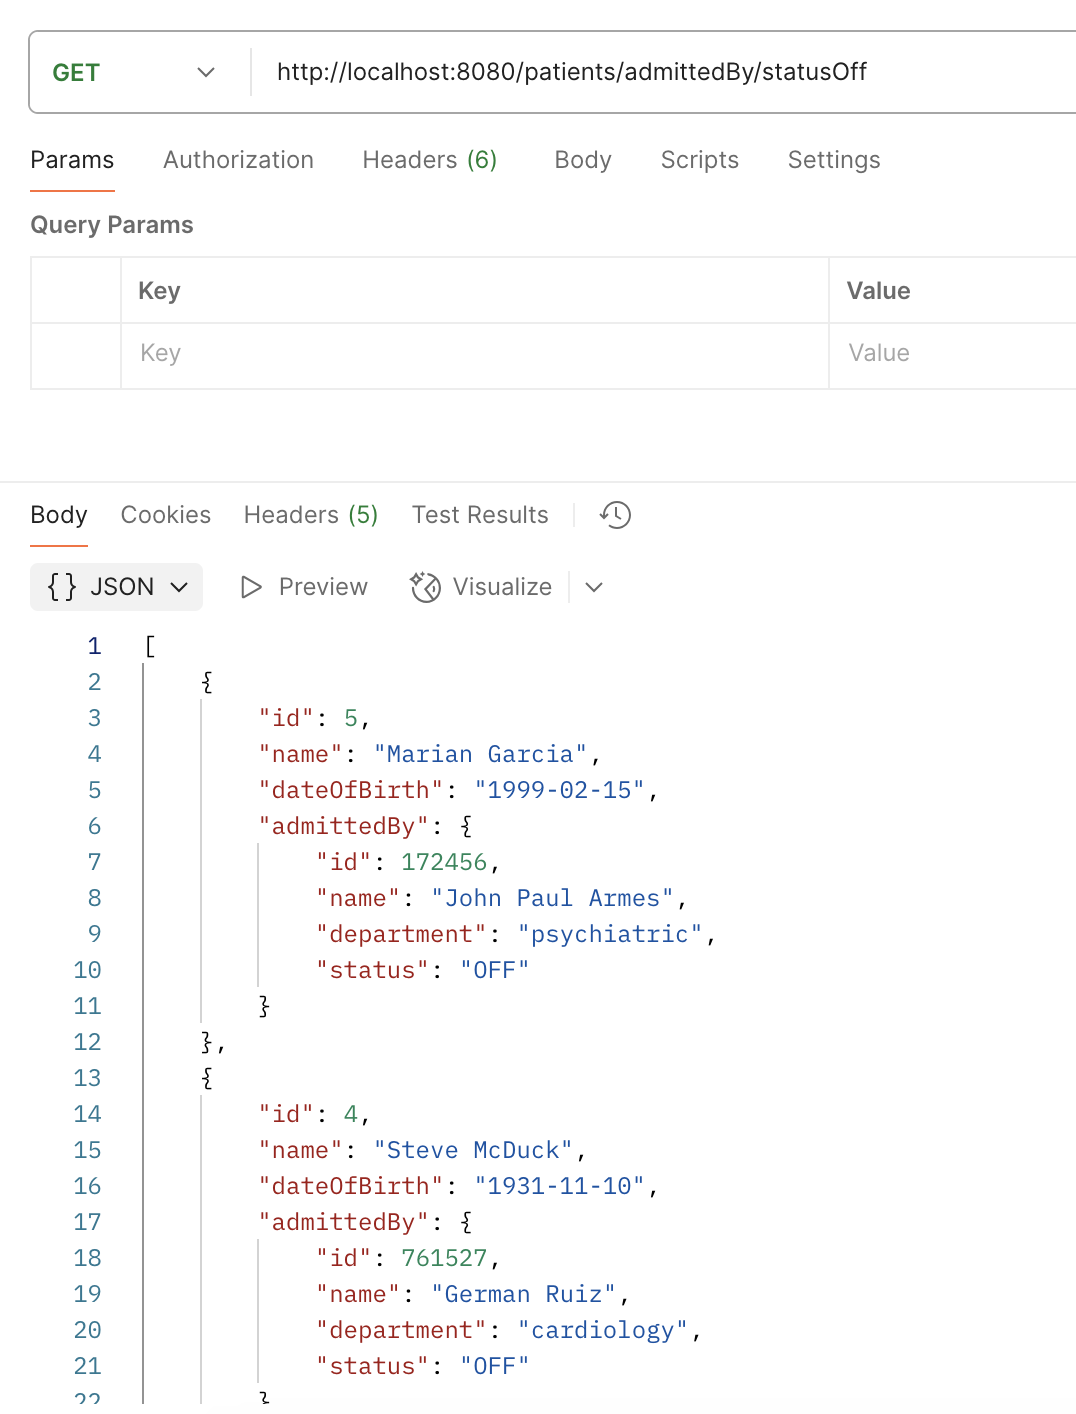 GET http://localhost:8080/patients/admittedBy/statusOff
Params Authorization Headers (6) Body Scripts Settings
Query Params
Key Value
Key Value
Body Cookies Headers (5) Test Results
{} JSON Preview Visualize
1 [
2 {
3 "id": 5,
4 "name": "Marian Garcia",
5 "dateOfBirth": "1999-02-15",
6 "admittedBy": {
7 "id": 172456,
8 "name": "John Paul Armes",
9 "department": "psychiatric",
10 "status": "OFF"
11 }
12 },
13 {
14 "id": 4,
15 "name": "Steve McDuck",
16 "dateOfBirth": "1931-11-10",
17 "admittedBy": {
18 "id": 761527,
19 "name": "German Ruiz",
20 "department": "cardiology",
21 "status": "OFF"
22 }